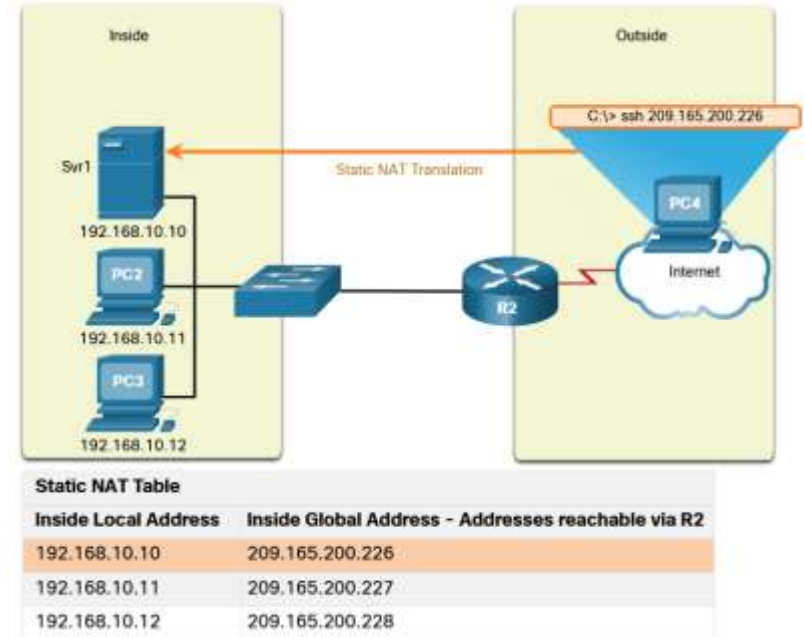 Inside
Outside
C:\> ssh 209.165.200.226
Static NAT Translation
Svr1
192.168.10.10
PC4
Internet
PC2
192.168.10.11
R2
PC3
192.168.10.12
Static NAT Table
Inside Local Address Inside Global Address - Addresses reachable via R2
192.168.10.10 209.165.200.226
192.168.10.11 209.165.200.227
192.168.10.12 209.165.200.228